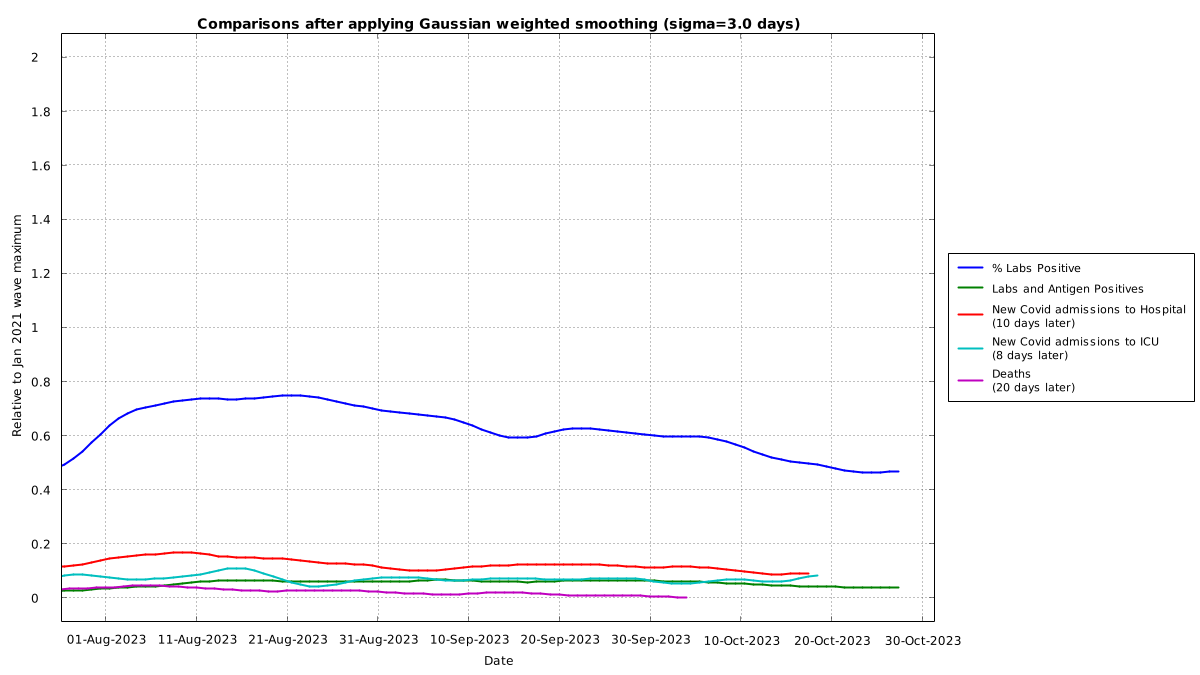 Comparisons after applying Gaussian weighted smoothing (sigma=3.0 days)
Relative to Jan 2021 wave maximum
2
1.8
1.6
1.4
1.2
1
0.8
0.6
0.4
0.2
0
01-Aug-2023 11-Aug-2023 21-Aug-2023 31-Aug-2023 10-Sep-2023 20-Sep-2023 30-Sep-2023 10-Oct-2023 20-Oct-2023 30-Oct-2023
Date
% Labs Positive
Labs and Antigen Positives
New Covid admissions to Hospital
(10 days later)
New Covid admissions to ICU
(8 days later)
Deaths
(20 days later)